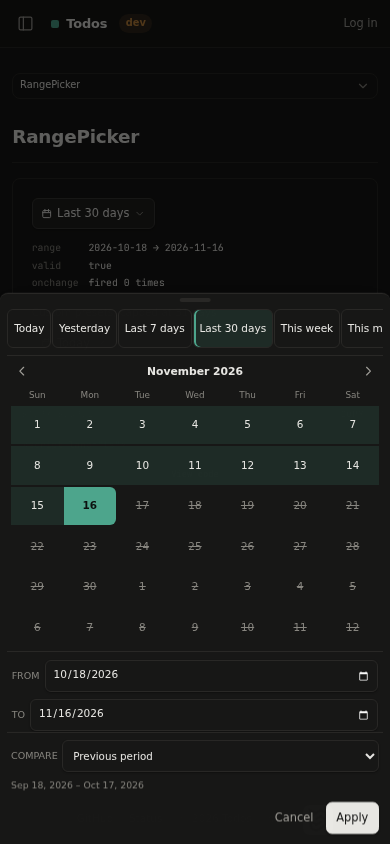 Todos dev Log in
RangePicker
RangePicker
Last 30 days
range 2026-10-18 → 2026-11-16
valid true
onchange fired 0 times
Today Yesterday Last 7 days Last 30 days This week This m
November 2026
Sun Mon Tue Wed Thu Fri Sat
1 2 3 4 5 6 7
8 9 10 11 12 13 14
15 16 17 18 19 20 21
22 23 24 25 26 27 28
29 30 1 2 3 4 5
6 7 8 9 10 11 12
FROM 10/18/2026
TO 11/16/2026
COMPARE Previous period
Sep 18, 2026 – Oct 17, 2026
Cancel Apply